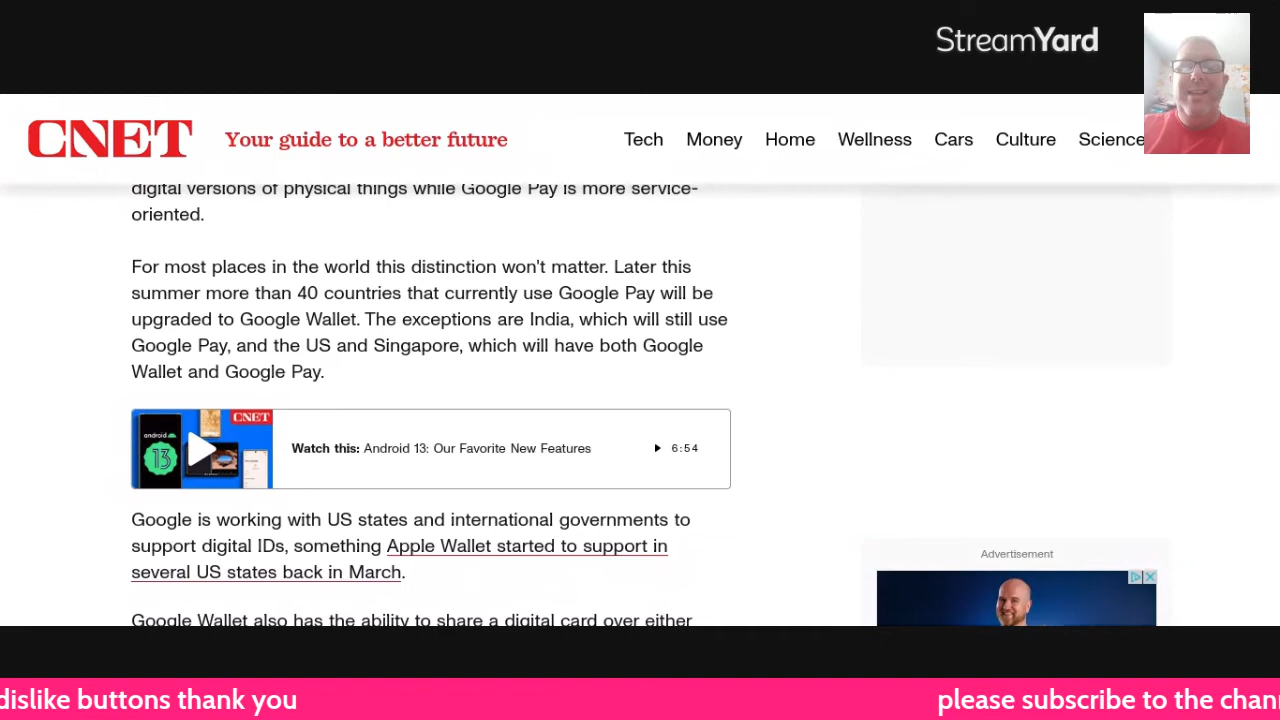 StreamYard
CNET
Your guide to a better future
Tech Money Home Wellness Cars Culture Science
digital versions of physical things while Google Pay is more service-
oriented.
For most places in the world this distinction won't matter. Later this
summer more than 40 countries that currently use Google Pay will be
upgraded to Google Wallet. The exceptions are India, which will still use
Google Pay, and the US and Singapore, which will have both Google
Wallet and Google Pay.
CNET
android
13
Watch this: Android 13: Our Favorite New Features
6:54
Google is working with US states and international governments to
support digital IDs, something Apple Wallet started to support in
several US states back in March.
Google Wallet also has the ability to share a digital card over either
Advertisement
dislike buttons thank you
please subscribe to the chan